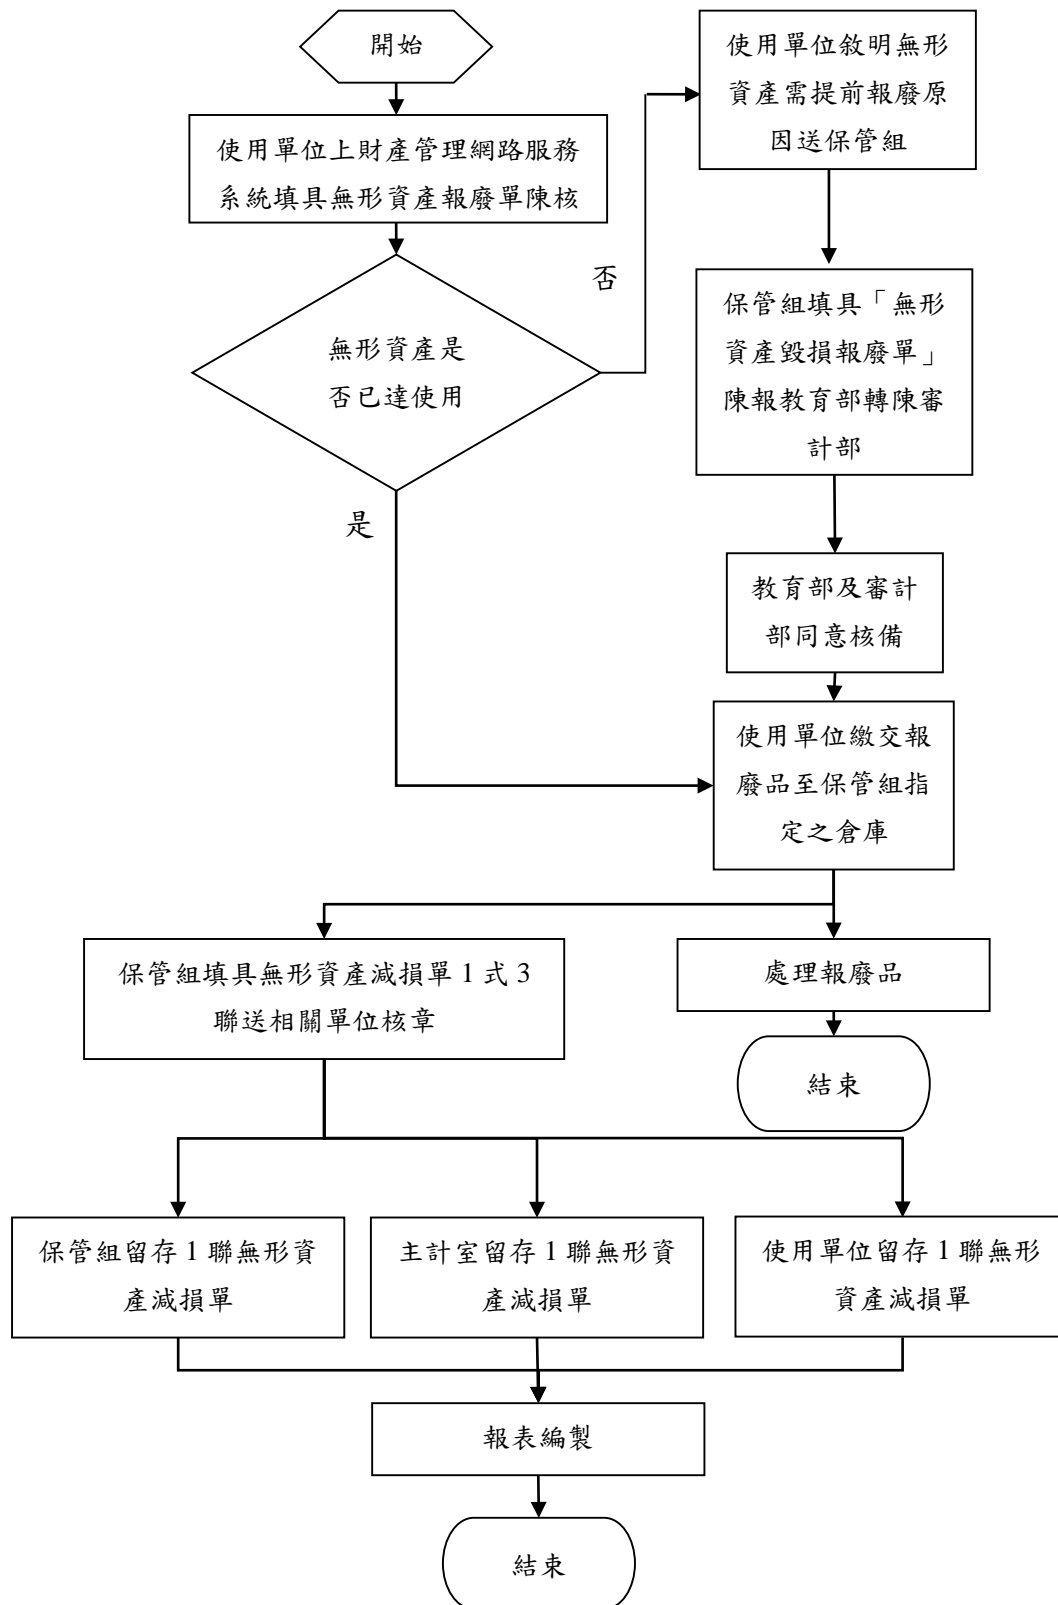 開始
使用單位上財產管理網路服務
系統填具無形資產報廢單陳核
無形資產是
否已達使用
否
是
使用單位敘明無形
資產需提前報廢原
因送保管組
保管組填具「無形
資產毀損報廢單」
陳報教育部轉陳審
計部
教育部及審計
部同意核備
使用單位繳交報
廢品至保管組指
定之倉庫
保管組填具無形資產減損單 1 式 3
聯送相關單位核章
處理報廢品
結束
保管組留存 1 聯無形資
產減損單
主計室留存 1 聯無形資
產減損單
使用單位留存 1 聯無形
資產減損單
報表編製
結束